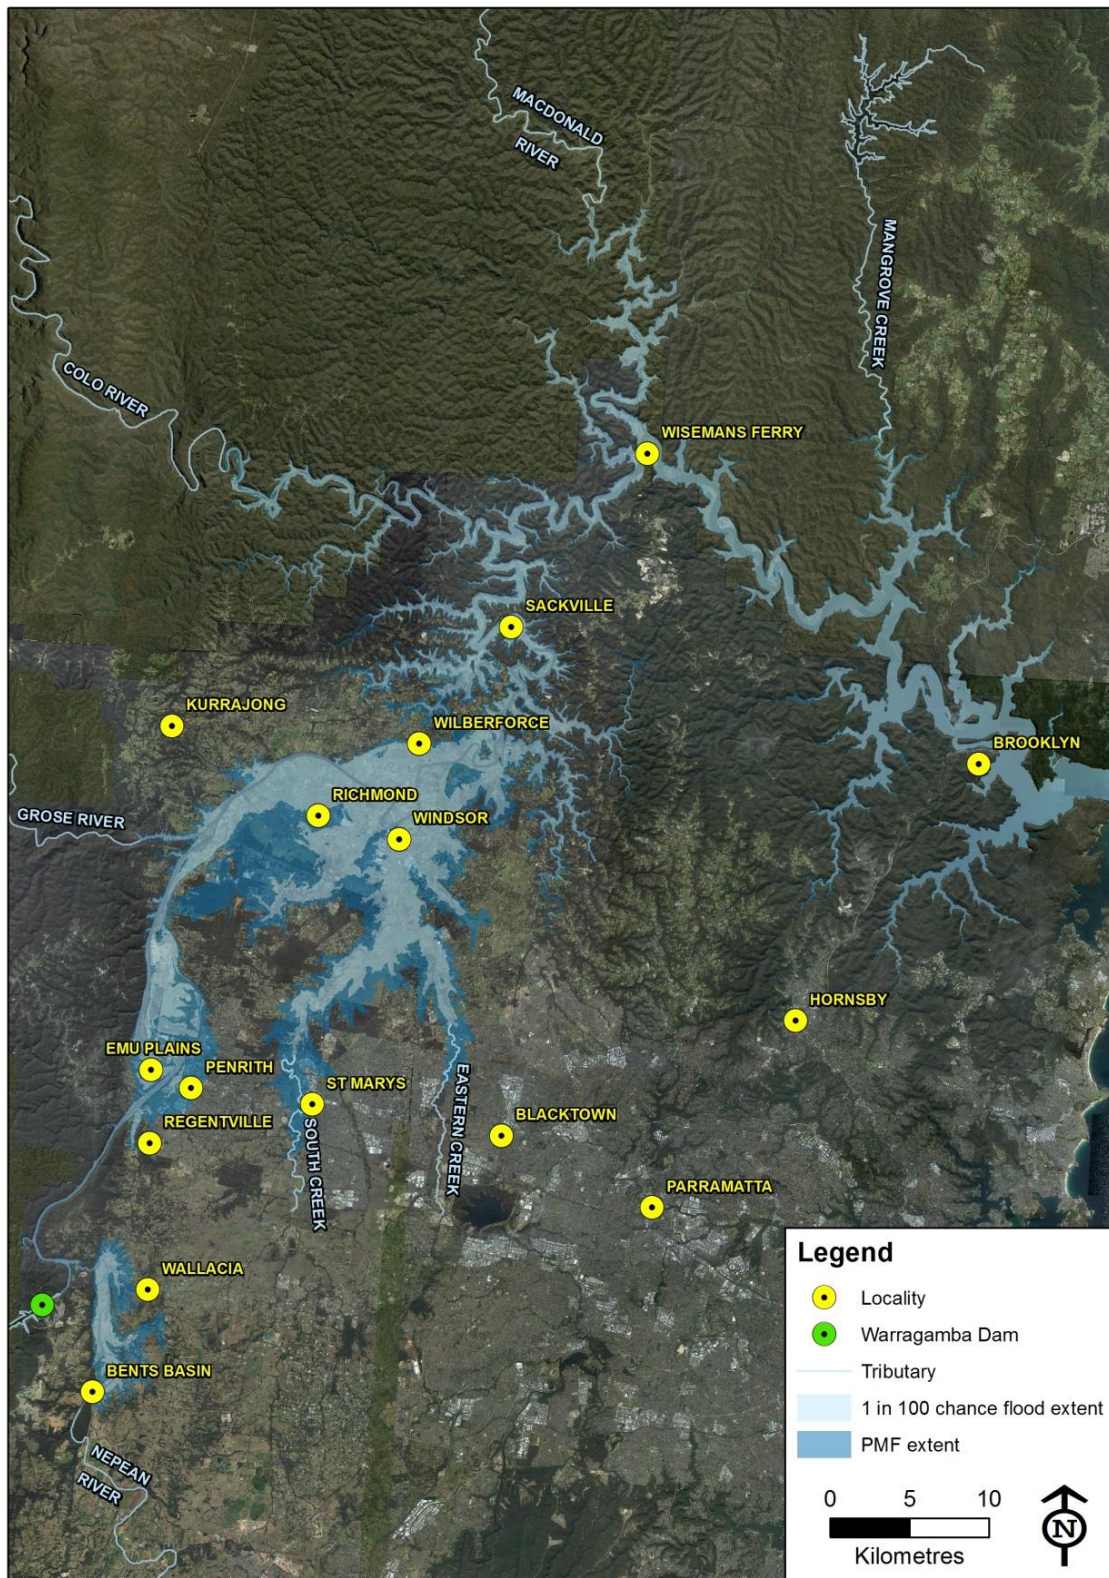 MACDONALD
RIVER
MANGROVE CREEK
COLO RIVER
WISEMANS FERRY
SACKVILLE
KURRAJONG
WILBERFORCE
BROOKLYN
RICHMOND
GROSE RIVER
WINDSOR
HORNSBY
EMU PLAINS
PENRITH
ST MARYS
REGENTVILLE
SOUTH CREEK
EASTERN CREEK
BLACKTOWN
PARRAMATTA
WALLACIA
BENTS BASIN
NEPEAN
RIVER
Legend
Locality
Warragamba Dam
Tributary
1 in 100 chance flood extent
PMF extent
0 5 10
Kilometres
N